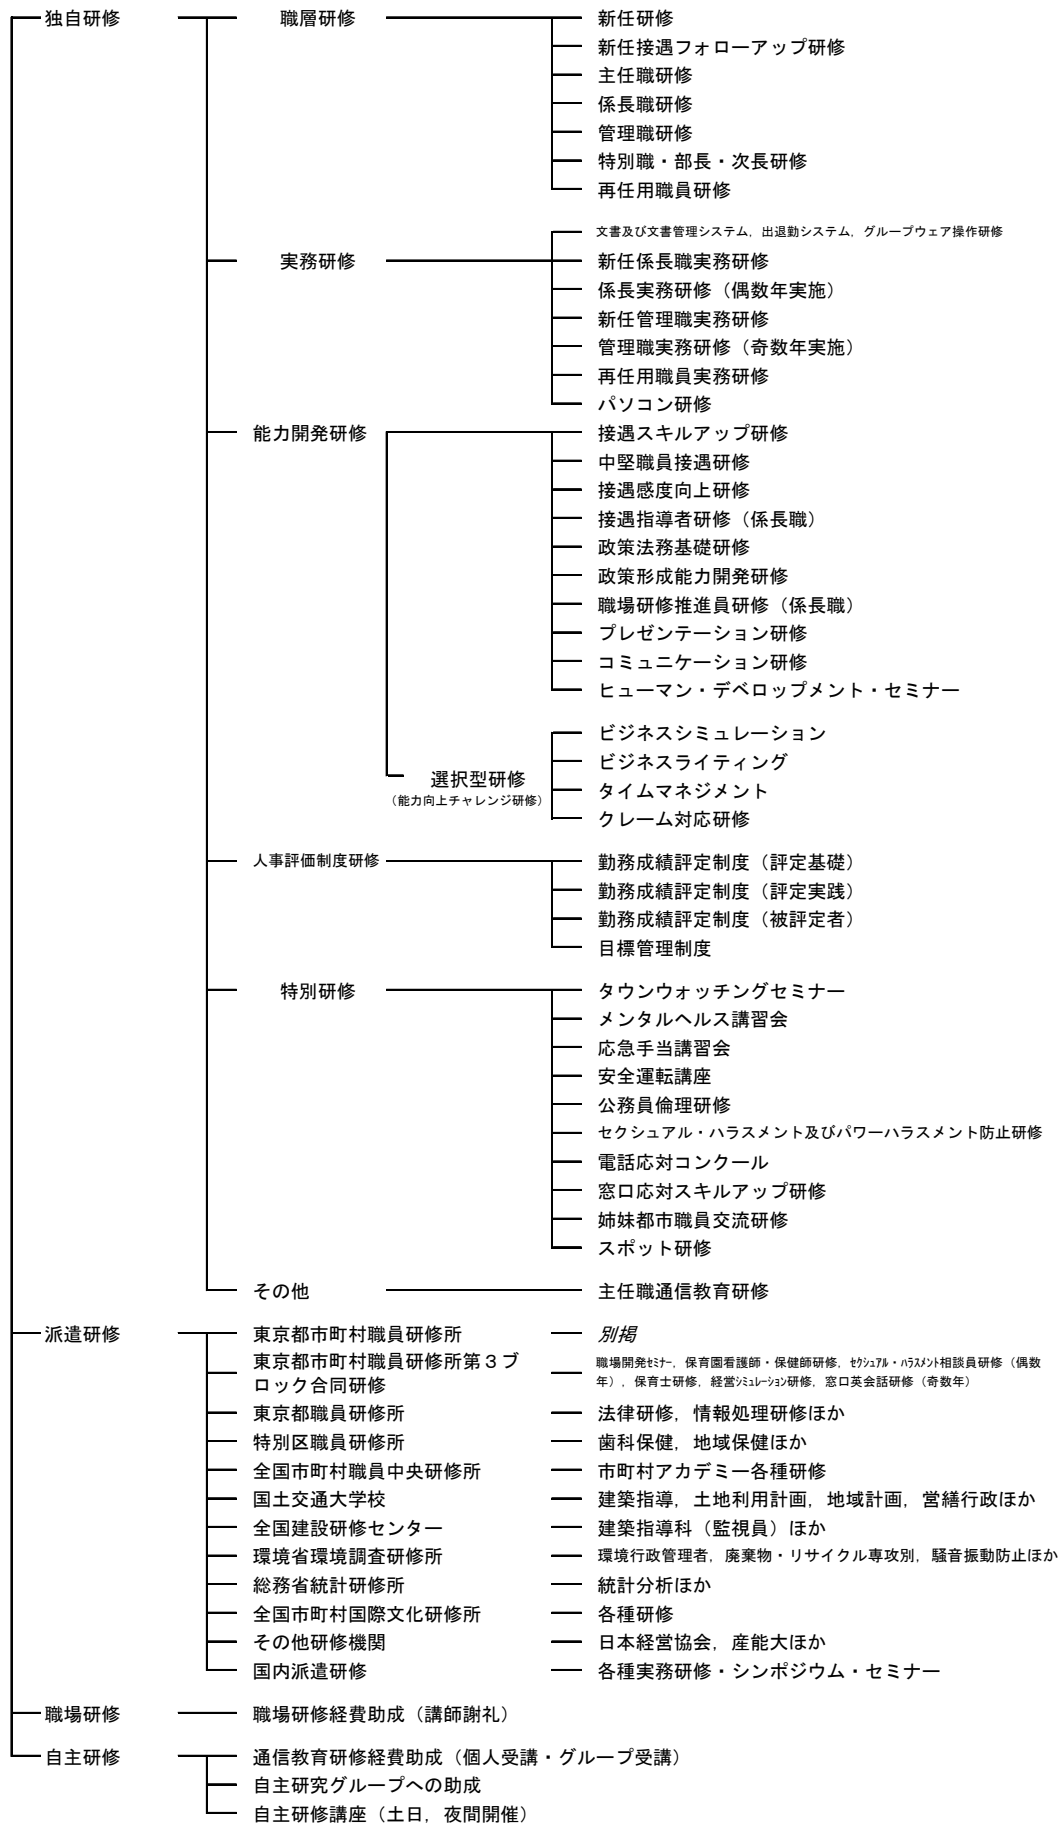 独自研修 職層研修 新任研修
新任接遇フォローアップ研修
主任職研修
係長職研修
管理職研修
特別職・部長・次長研修
再任用職員研修
文書及び文書管理システム，出退勤システム，グループウェア操作研修
実務研修 新任係長職実務研修
係長実務研修（偶数年実施）
新任管理職実務研修
管理職実務研修（奇数年実施）
再任用職員実務研修
パソコン研修
能力開発研修 接遇スキルアップ研修
中堅職員接遇研修
接遇感度向上研修
接遇指導者研修（係長職）
政策法務基礎研修
政策形成能力開発研修
職場研修推進員研修（係長職）
プレゼンテーション研修
コミュニケーション研修
ヒューマン・デベロップメント・セミナー
ビジネスシミュレーション
ビジネスライティング
選択型研修
（能力向上チャレンジ研修）
タイムマネジメント
クレーム対応研修
人事評価制度研修 勤務成績評定制度（評定基礎）
勤務成績評定制度（評定実践）
勤務成績評定制度（被評定者）
目標管理制度
特別研修 タウンウォッチングセミナー
メンタルヘルス講習会
応急手当講習会
安全運転講座
公務員倫理研修
セクシュアル・ハラスメント及びパワーハラスメント防止研修
電話応対コンクール
窓口応対スキルアップ研修
姉妹都市職員交流研修
スポット研修
その他 主任職通信教育研修
派遣研修 東京都市町村職員研修所 別掲
東京都市町村職員研修所第３ブ
ロック合同研修
職場開発ｾﾐﾅｰ，保育園看護師・保健師研修，ｾｸｼｭｱﾙ・ﾊﾗｽﾒﾝﾄ相談員研修（偶数
年），保育士研修，経営ｼﾐｭﾚｰｼｮﾝ研修，窓口英会話研修（奇数年）
東京都職員研修所 法律研修，情報処理研修ほか
特別区職員研修所 歯科保健，地域保健ほか
全国市町村職員中央研修所 市町村アカデミー各種研修
国土交通大学校 建築指導，土地利用計画，地域計画，営繕行政ほか
全国建設研修センター 建築指導科（監視員）ほか
環境省環境調査研修所 環境行政管理者，廃棄物・リサイクル専攻別，騒音振動防止ほか
総務省統計研修所 統計分析ほか
全国市町村国際文化研修所 各種研修
その他研修機関 日本経営協会，産能大ほか
国内派遣研修 各種実務研修・シンポジウム・セミナー
職場研修 職場研修経費助成（講師謝礼）
自主研修 通信教育研修経費助成（個人受講・グループ受講）
自主研究グループへの助成
自主研修講座（土日，夜間開催）